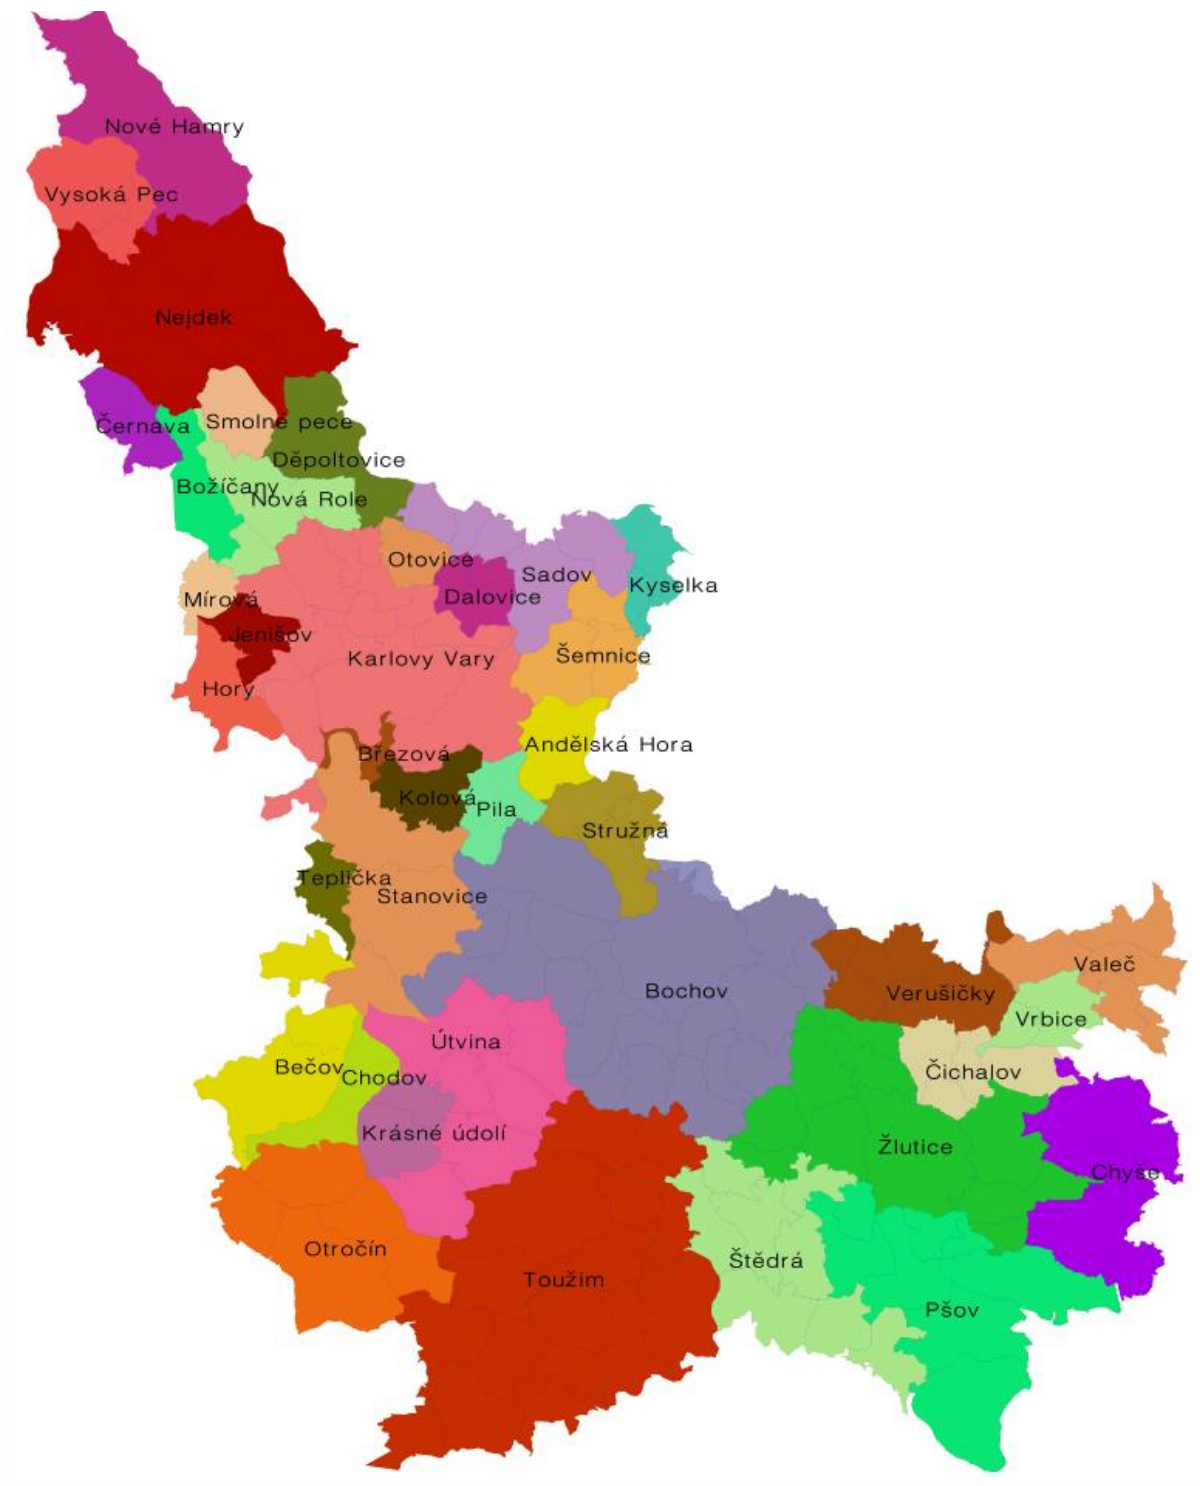 Nové Hamry
Vysoká Pec
Nejdek
Smolné pece
Černava
Děpoltovice
Božíčany
Nová Role
Otovice
Sadov
Kyselka
Dalovice
Mírová
Jenišov
Šemnice
Karlovy Vary
Hory
Andělská Hora
Březová
Kolová
Pila
Stružná
Teplička
Stanovice
Valeč
Bochov
Verušičky
Vrbice
Útvina
Bečov
Chodov
Čichalov
Krásné údolí
Žlutice
Chyše
Otročín
Štědrá
Toužim
Pšov